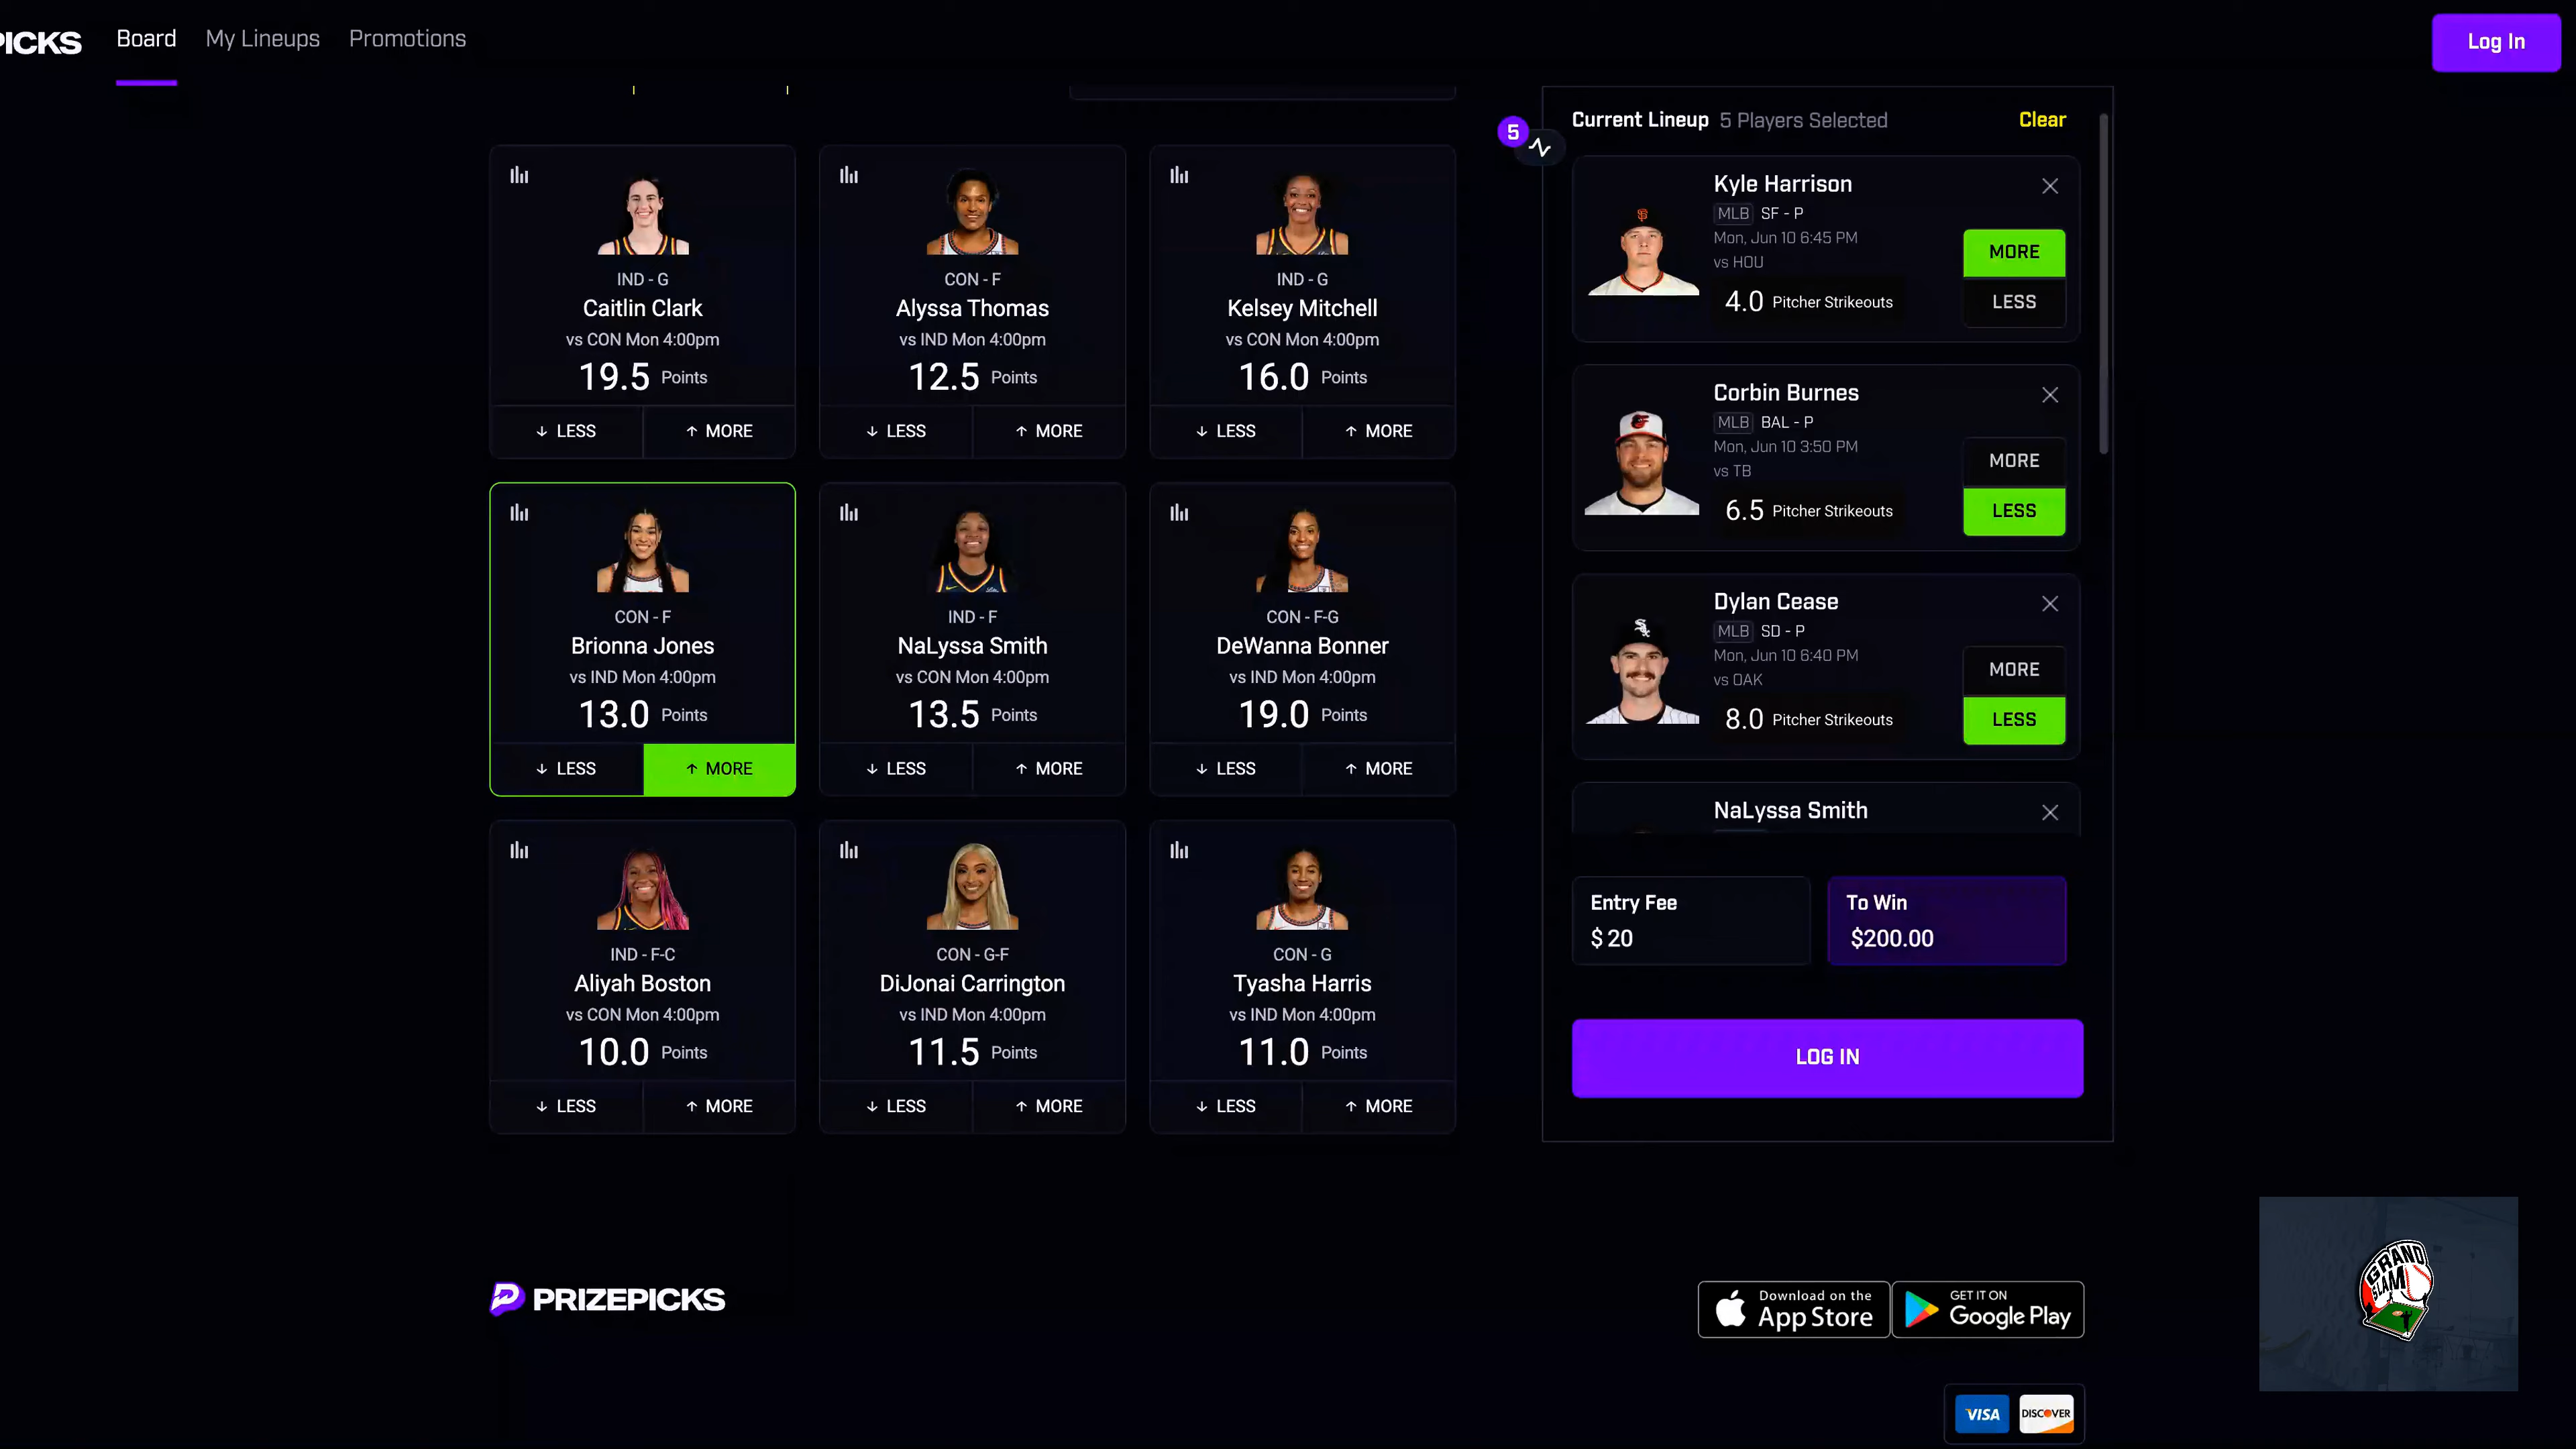 PICKS
Board
My Lineups
Promotions
Log In
IND - G
Caitlin Clark
vs CON Mon 4:00pm
19.5 Points
↓ LESS
↑ MORE
CON - F
Alyssa Thomas
vs IND Mon 4:00pm
12.5 Points
↓ LESS
↑ MORE
IND - G
Kelsey Mitchell
vs CON Mon 4:00pm
16.0 Points
↓ LESS
↑ MORE
CON - F
Brionna Jones
vs IND Mon 4:00pm
13.0 Points
↓ LESS
↑ MORE
IND - F
NaLyssa Smith
vs CON Mon 4:00pm
13.5 Points
↓ LESS
↑ MORE
CON - F-G
DeWanna Bonner
vs IND Mon 4:00pm
19.0 Points
↓ LESS
↑ MORE
IND - F-C
Aliyah Boston
vs CON Mon 4:00pm
10.0 Points
↓ LESS
↑ MORE
CON - G-F
DiJonai Carrington
vs IND Mon 4:00pm
11.5 Points
↓ LESS
↑ MORE
CON - G
Tyasha Harris
vs IND Mon 4:00pm
11.0 Points
↓ LESS
↑ MORE
5
Current Lineup 5 Players Selected
Clear
Kyle Harrison
MLB SF - P
Mon, Jun 10 6:45 PM
vs HOU
4.0 Pitcher Strikeouts
MORE
LESS
Corbin Burnes
MLB BAL - P
Mon, Jun 10 3:50 PM
vs TB
6.5 Pitcher Strikeouts
MORE
LESS
Dylan Cease
MLB SD - P
Mon, Jun 10 6:40 PM
vs OAK
8.0 Pitcher Strikeouts
MORE
LESS
NaLyssa Smith
Entry Fee
$ 20
To Win
$200.00
LOG IN
PRIZEPICKS
Download on the
App Store
GET IT ON
Google Play
GRAND
SLAM
VISA
DISCOVER